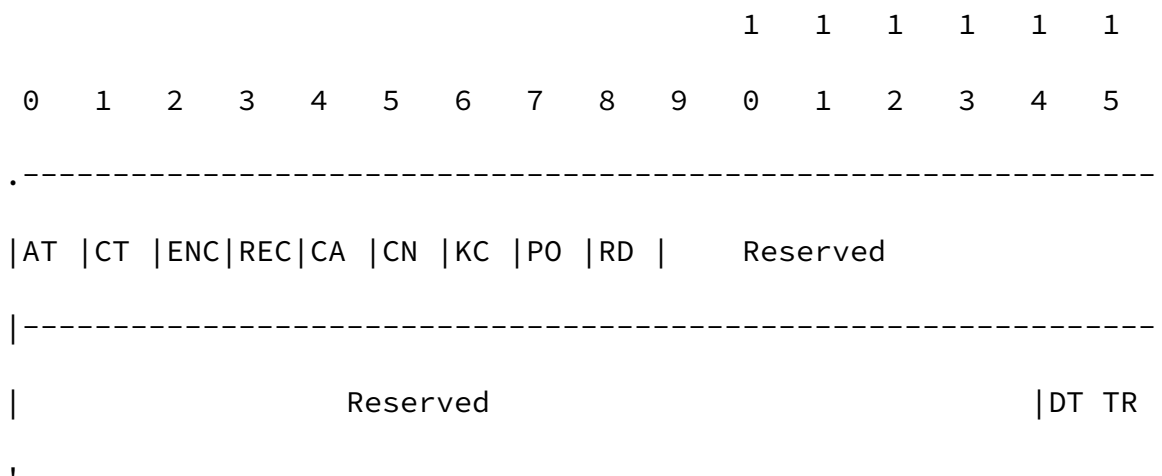 1   1   1   1   1   1
 0   1   2   3   4   5   6   7   8   9   0   1   2   3   4   5
.---------------------------------------------------------------
|AT |CT |ENC|REC|CA |CN |KC |PO |RD |    Reserved
|---------------------------------------------------------------
|                  Reserved                              |DT TR
'